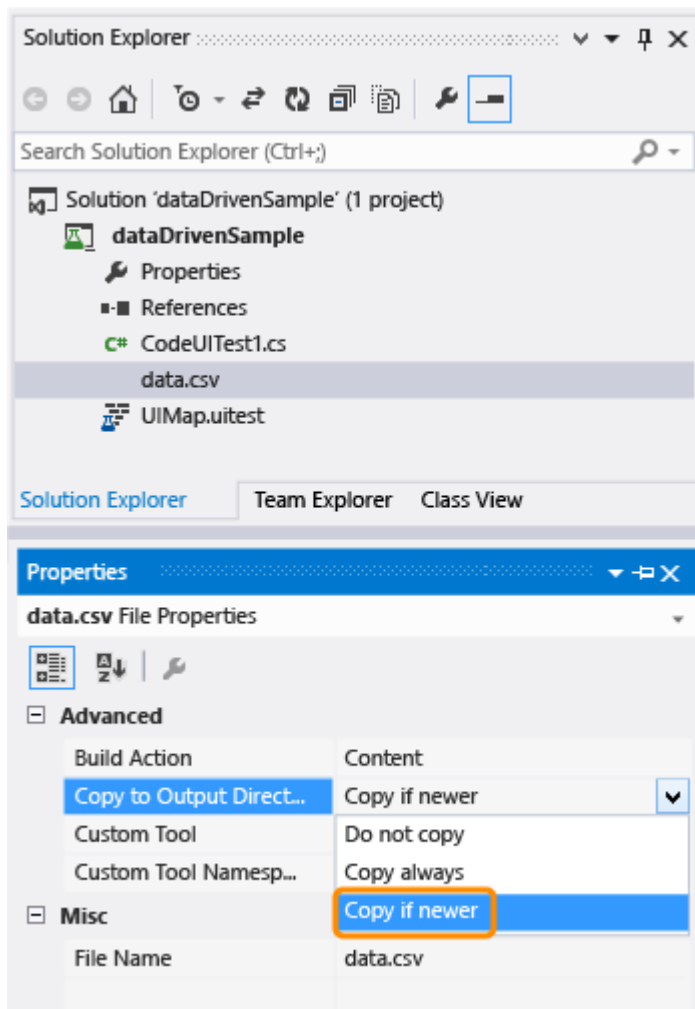 Solution Explorer
Search Solution Explorer (Ctrl+;)
Solution 'dataDrivenSample' (1 project)
dataDrivenSample
Properties
References
C# CodeUITest1.cs
data.csv
UIMap.uitest
Solution Explorer Team Explorer Class View
Properties
data.csv File Properties
Advanced
Build Action Content
Copy to Output Direct... Copy if newer
Custom Tool Do not copy
Custom Tool Namesp... Copy always
Misc Copy if newer
File Name data.csv